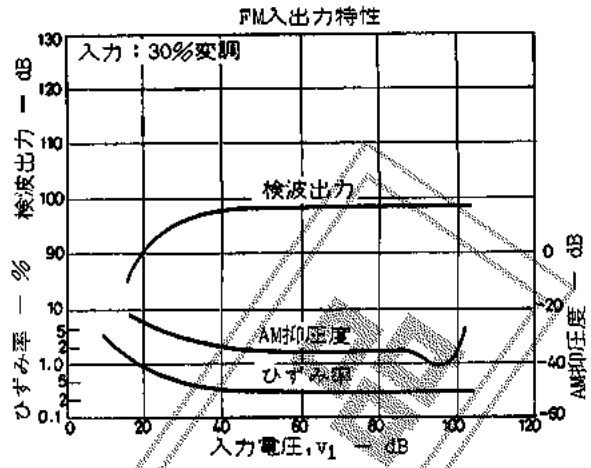 FM入出力特性
入力：30%変調
検波出力 — dB
130
120
110
100
90
ひずみ率 — %
10
5
2
1.0
5
2
0.1
検波出力
AM抑圧度
ひずみ率
0
-20
-40
-60
AM抑圧度 — dB
0
20
40
60
80
100
120
入力電圧, v1 — dB